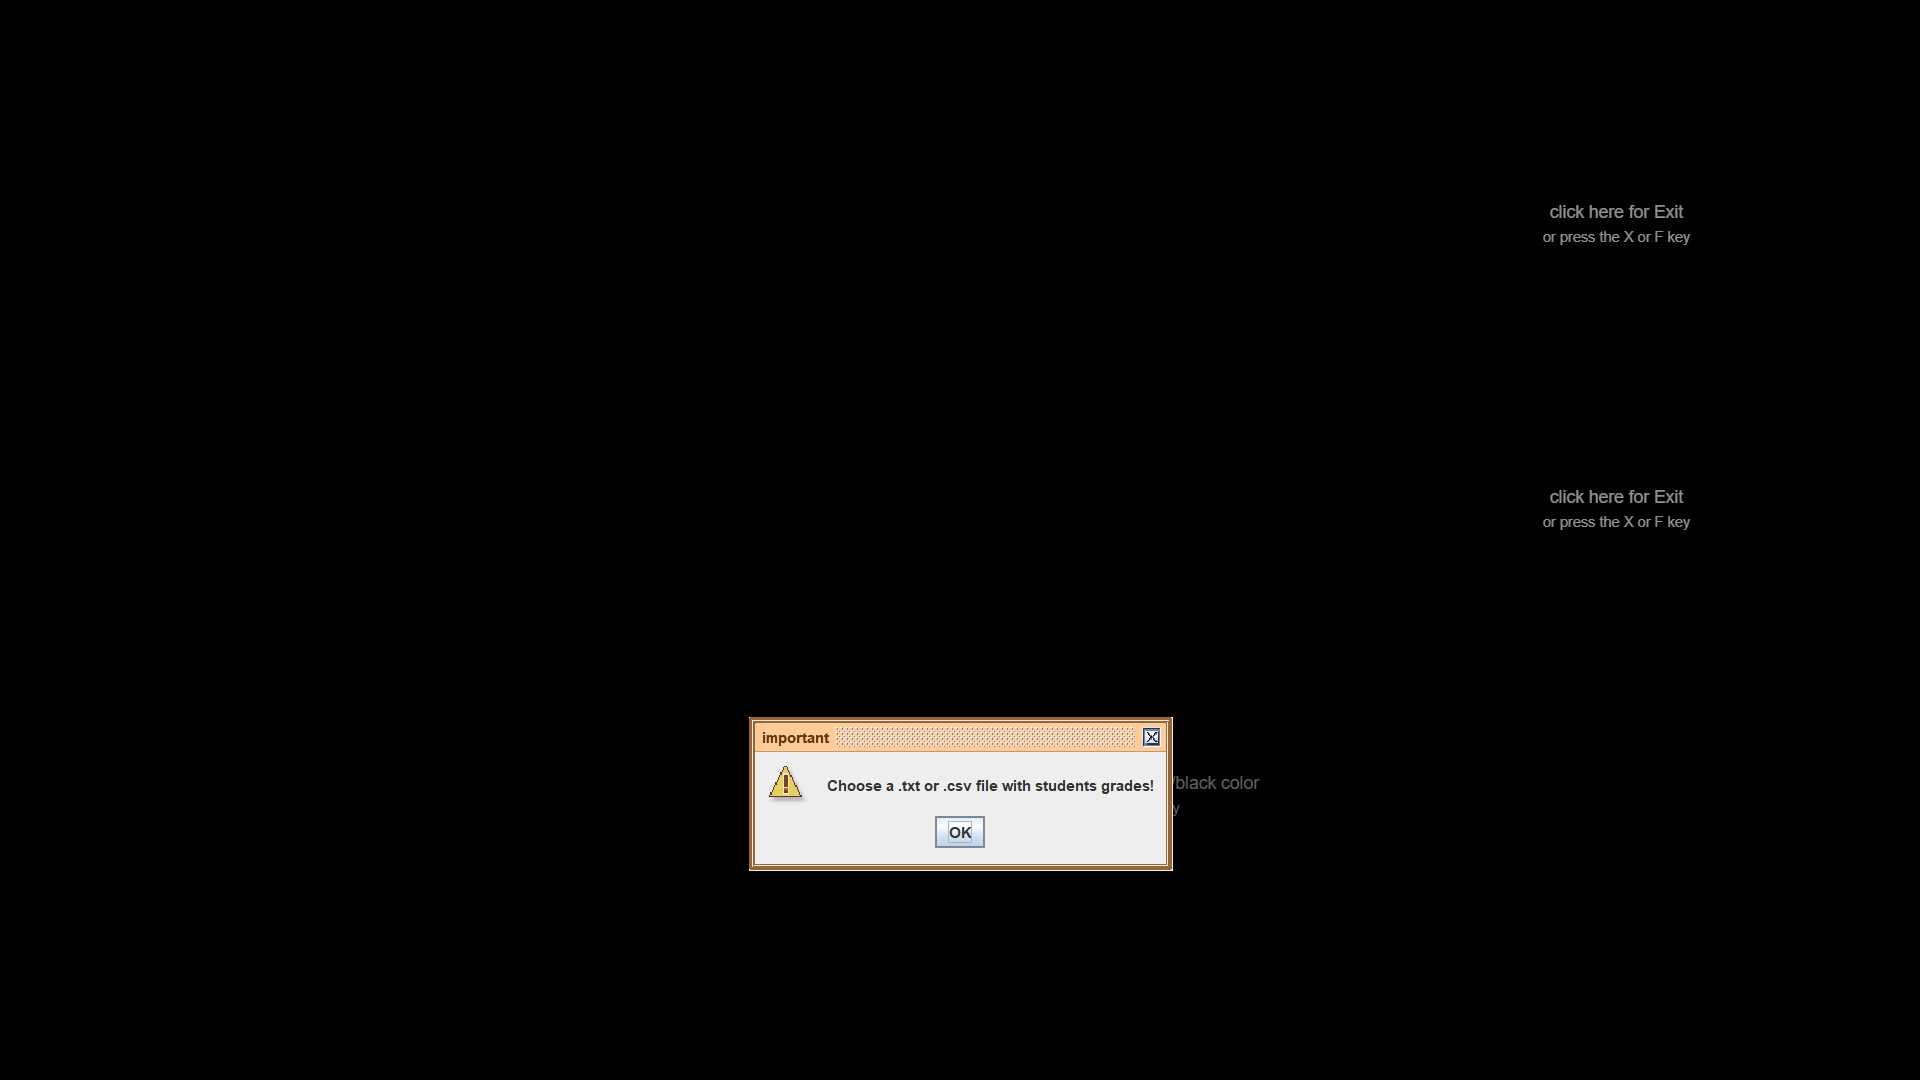 click here for Exit
or press the X or F key
click here for Exit
or press the X or F key
important
Choose a .txt or .csv file with students grades!
/black color
y
OK